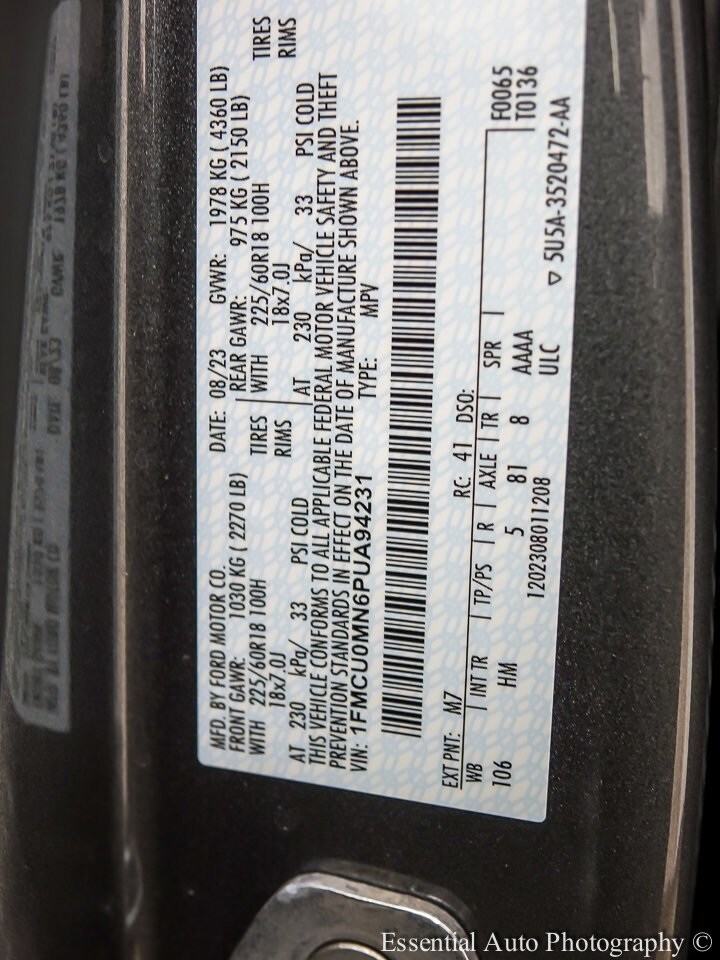 MFD. BY FORD MOTOR CO.
DATE: 08/23 GVWR: 1978 KG ( 4360 LB)
FRONT GAWR: 1030 KG ( 2270 LB) REAR GAWR: 975 KG ( 2150 LB)
WITH 225/60R18 100H TIRES WITH 225/60R18 100H TIRES
18x7.0J RIMS 18x7.0J RIMS
AT 230 kPa/ 33 PSI COLD AT 230 kPa/ 33 PSI COLD
THIS VEHICLE CONFORMS TO ALL APPLICABLE FEDERAL MOTOR VEHICLE SAFETY AND THEFT
PREVENTION STANDARDS IN EFFECT ON THE DATE OF MANUFACTURE SHOWN ABOVE.
VIN: 1FMCU0MN6PUA94231 TYPE: MPV
EXT PNT: M7 RC: 41 DSO:
WB INT TR TP/PS R AXLE TR SPR F0065
106 HM 5 81 8 AAAA T0136
ULC
1202308011208 ▽ 5U5A-3520472-AA
Essential Auto Photography ©